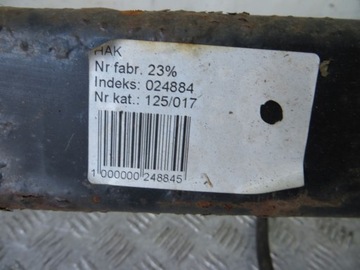 HAK
Nr fabr. 23%
Indeks: 024884
Nr kat.: 125/017
1 000000 248845